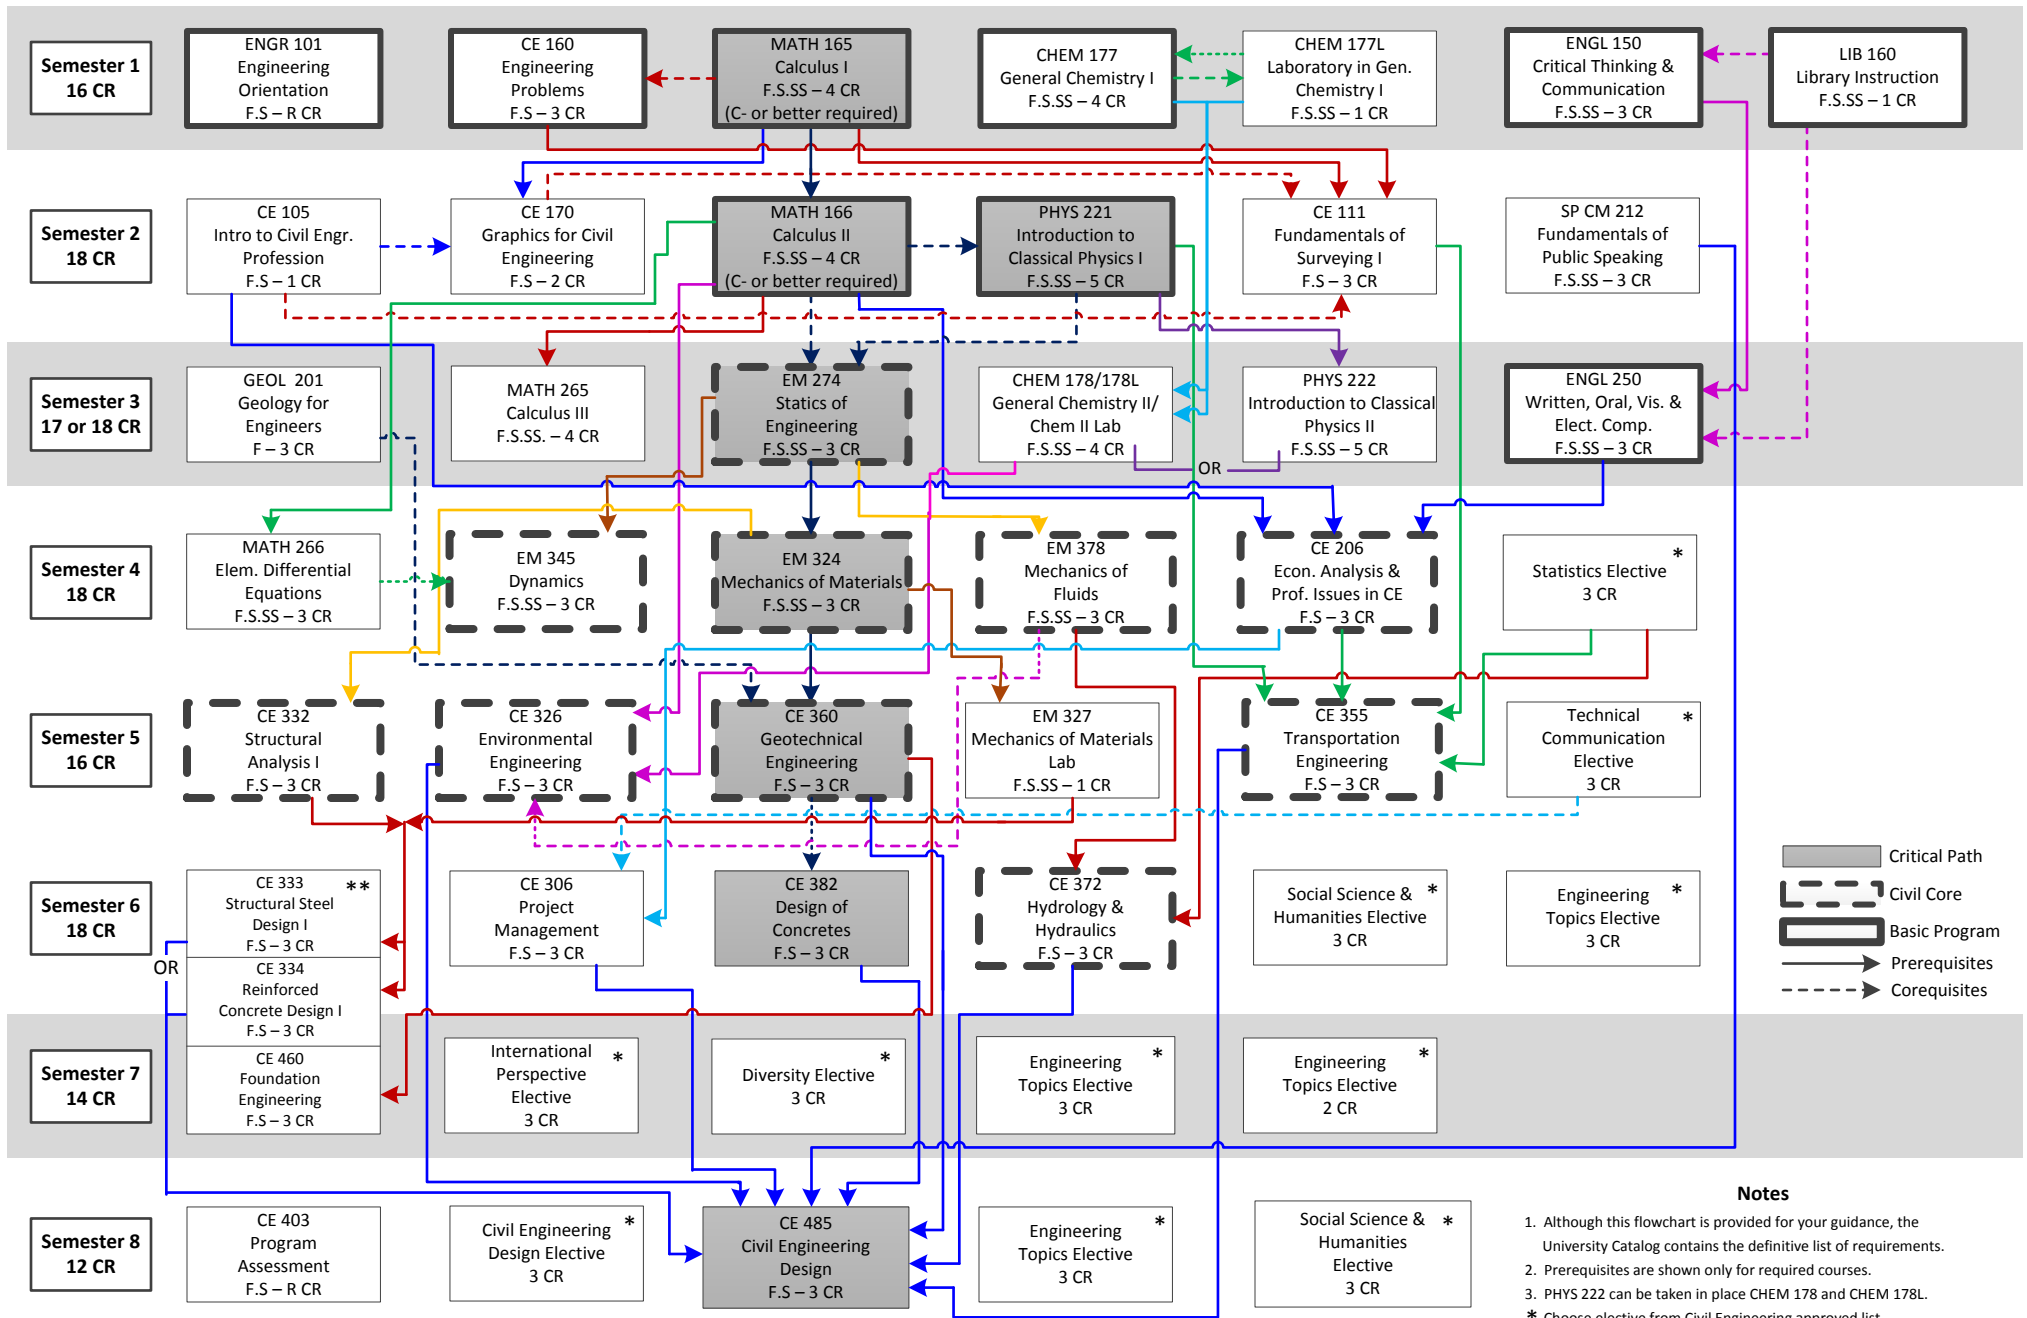 Semester 1
16 CR
ENGR 101
Engineering
Orientation
F.S – R CR
CE 160
Engineering
Problems
F.S – 3 CR
MATH 165
Calculus I
F.S.SS – 4 CR
(C- or better required)
CHEM 177
General Chemistry I
F.S.SS – 4 CR
CHEM 177L
Laboratory in Gen.
Chemistry I
F.S.SS – 1 CR
ENGL 150
Critical Thinking &
Communication
F.S.SS – 3 CR
LIB 160
Library Instruction
F.S.SS – 1 CR
Semester 2
18 CR
CE 105
Intro to Civil Engr.
Profession
F.S – 1 CR
CE 170
Graphics for Civil
Engineering
F.S – 2 CR
MATH 166
Calculus II
F.S.SS – 4 CR
(C- or better required)
PHYS 221
Introduction to
Classical Physics I
F.S.SS – 5 CR
CE 111
Fundamentals of
Surveying I
F.S – 3 CR
SP CM 212
Fundamentals of
Public Speaking
F.S.SS – 3 CR
Semester 3
17 or 18 CR
GEOL 201
Geology for
Engineers
F – 3 CR
MATH 265
Calculus III
F.S.SS. – 4 CR
EM 274
Statics of
Engineering
F.S.SS – 3 CR
CHEM 178/178L
General Chemistry II/
Chem II Lab
F.S.SS – 4 CR
OR
PHYS 222
Introduction to Classical
Physics II
F.S.SS – 5 CR
ENGL 250
Written, Oral, Vis. &
Elect. Comp.
F.S.SS – 3 CR
Semester 4
18 CR
MATH 266
Elem. Differential
Equations
F.S.SS – 3 CR
EM 345
Dynamics
F.S.SS – 3 CR
EM 324
Mechanics of Materials
F.S.SS – 3 CR
EM 378
Mechanics of
Fluids
F.S.SS – 3 CR
CE 206
Econ. Analysis &
Prof. Issues in CE
F.S – 3 CR
*
Statistics Elective
3 CR
Semester 5
16 CR
CE 332
Structural
Analysis I
F.S – 3 CR
CE 326
Environmental
Engineering
F.S – 3 CR
CE 360
Geotechnical
Engineering
F.S – 3 CR
EM 327
Mechanics of Materials
Lab
F.S.SS – 1 CR
CE 355
Transportation
Engineering
F.S – 3 CR
Technical *
Communication
Elective
3 CR
Semester 6
18 CR
CE 333 **
Structural Steel
Design I
F.S – 3 CR
OR
CE 334
Reinforced
Concrete Design I
F.S – 3 CR
CE 306
Project
Management
F.S – 3 CR
CE 382
Design of
Concretes
F.S – 3 CR
CE 372
Hydrology &
Hydraulics
F.S – 3 CR
Social Science & *
Humanities Elective
3 CR
Engineering *
Topics Elective
3 CR
Critical Path
Civil Core
Basic Program
Prerequisites
Corequisites
Semester 7
14 CR
CE 460
Foundation
Engineering
F.S – 3 CR
International *
Perspective
Elective
3 CR
*
Diversity Elective
3 CR
Engineering *
Topics Elective
3 CR
Engineering *
Topics Elective
2 CR
Semester 8
12 CR
CE 403
Program
Assessment
F.S – R CR
Civil Engineering *
Design Elective
3 CR
CE 485
Civil Engineering
Design
F.S – 3 CR
Engineering *
Topics Elective
3 CR
Social Science & *
Humanities
Elective
3 CR
Notes
1. Although this flowchart is provided for your guidance, the
University Catalog contains the definitive list of requirements.
2. Prerequisites are shown only for required courses.
3. PHYS 222 can be taken in place CHEM 178 and CHEM 178L.
* Choose elective from Civil Engineering approved list